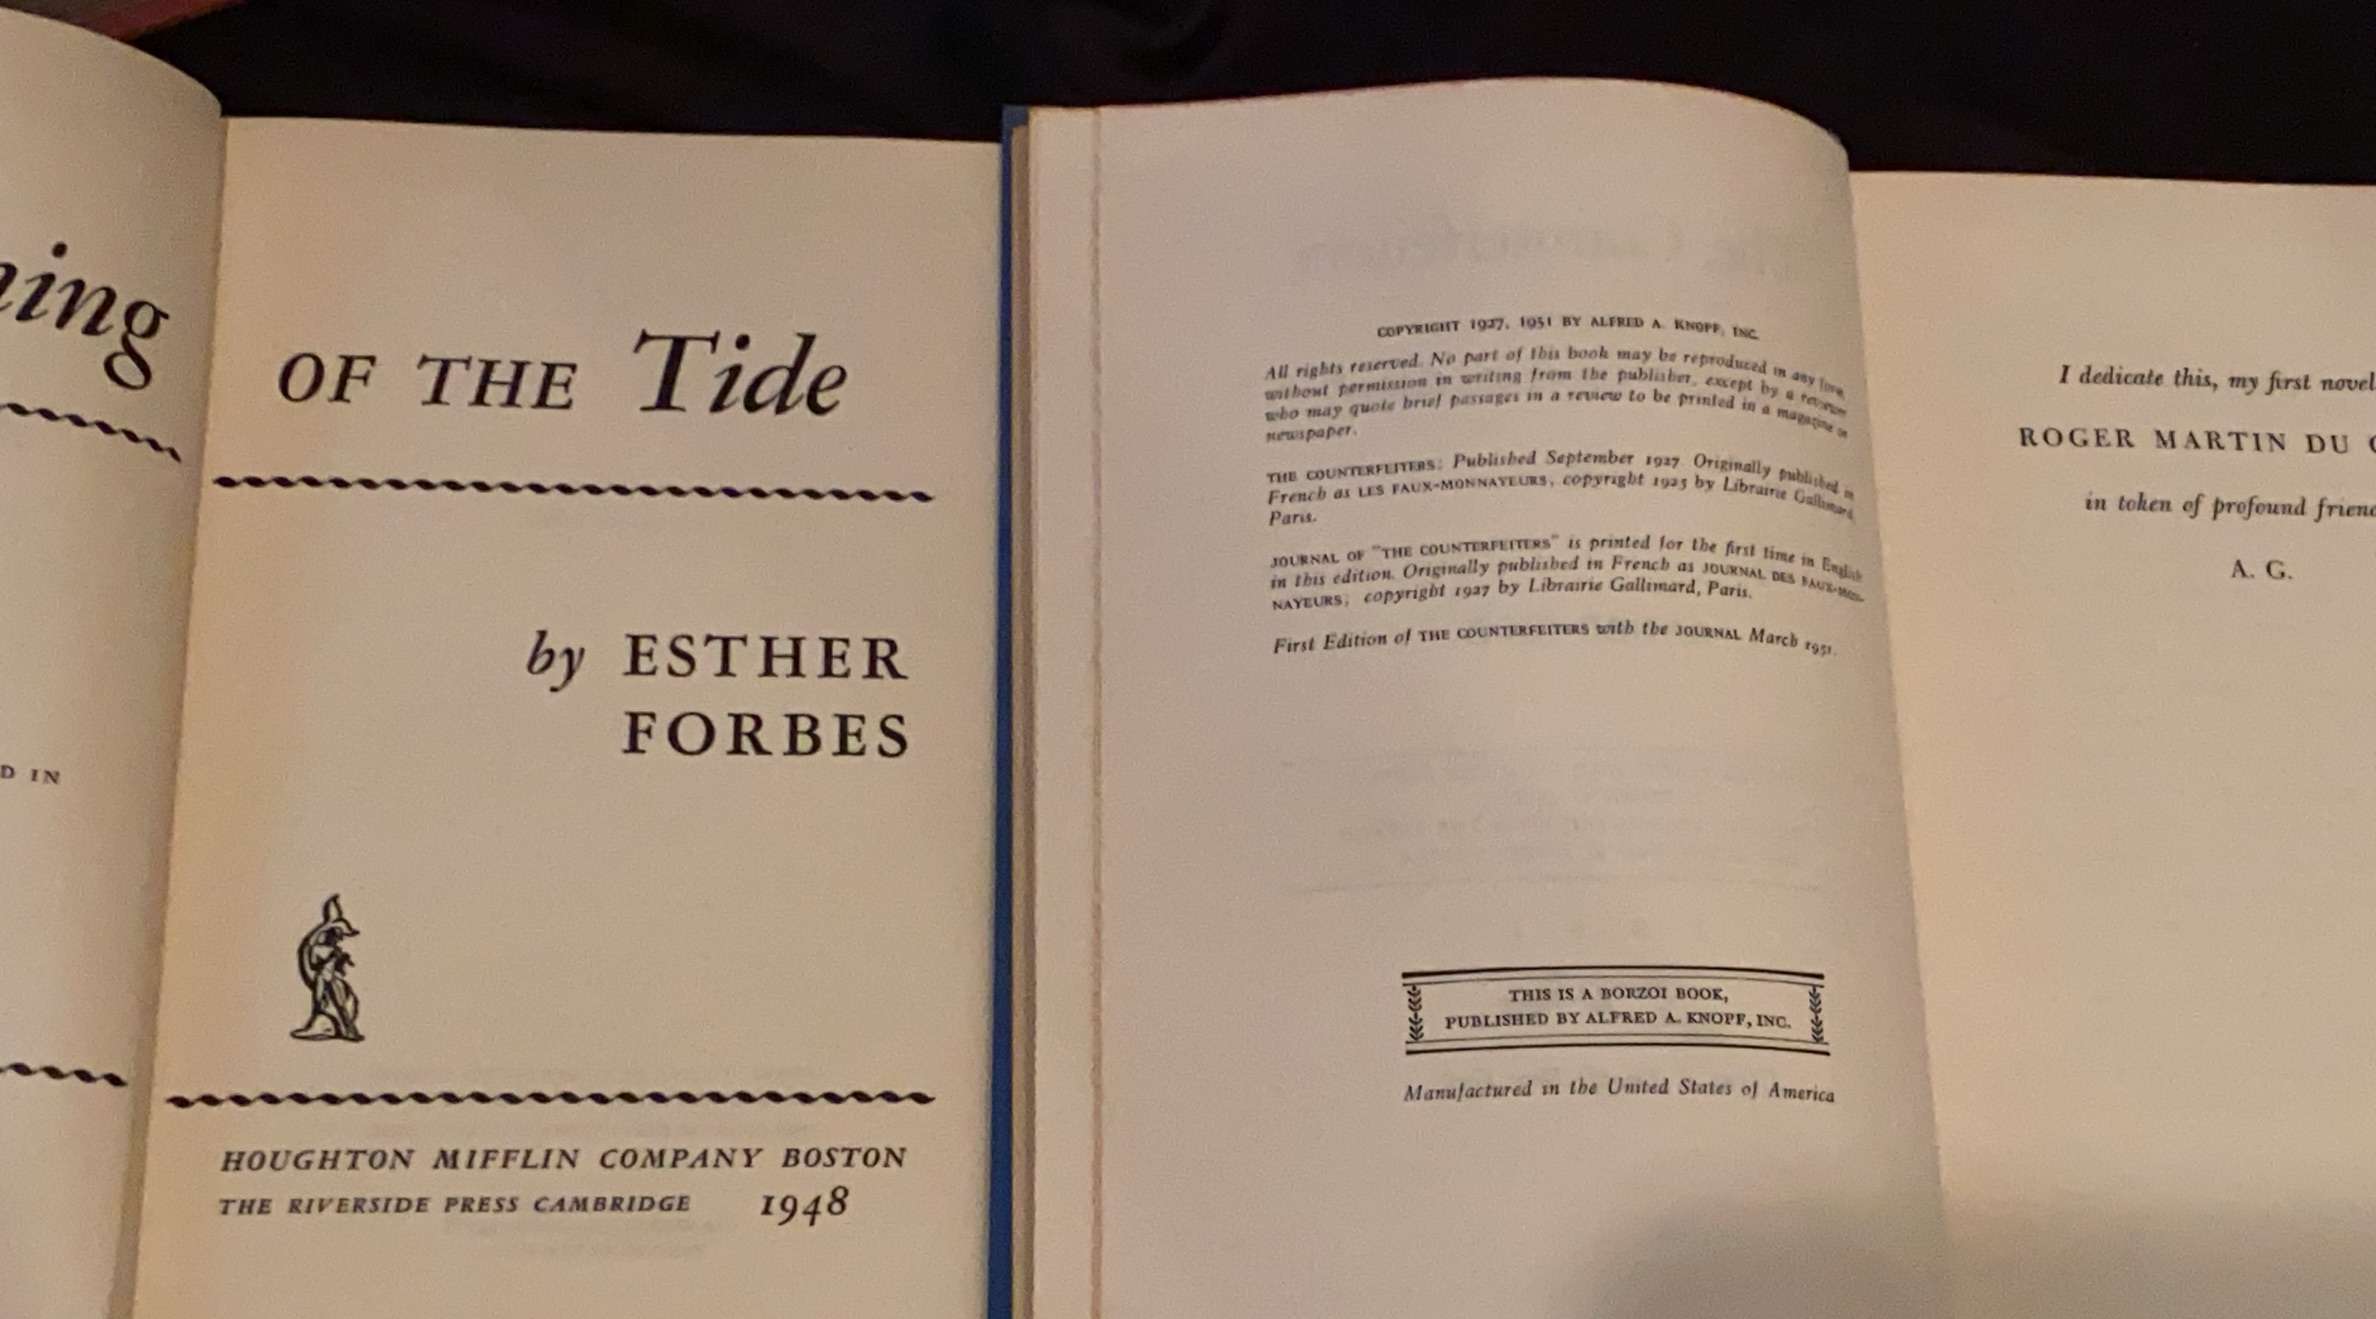 ning
D IN
OF THE Tide
by ESTHER
FORBES
HOUGHTON MIFFLIN COMPANY BOSTON
THE RIVERSIDE PRESS CAMBRIDGE 1948
COPYRIGHT 1927, 1951 BY ALFRED A. KNOPF, INC.
All rights reserved. No part of this book may be reproduced in any form
without permission in writing from the publisher, except by a reviewer
who may quote brief passages in a review to be printed in a magazine or
newspaper.
THE COUNTERFEITERS: Published September 1927. Originally published in
French as LES FAUX-MONNAYEURS, copyright 1925 by Librairie Gallimard,
Paris.
JOURNAL OF "THE COUNTERFEITERS" is printed for the first time in English
in this edition. Originally published in French as JOURNAL DES FAUX-MON-
NAYEURS; copyright 1927 by Librairie Gallimard, Paris.
First Edition of THE COUNTERFEITERS with the JOURNAL March 1951.
THIS IS A BORZOI BOOK,
PUBLISHED BY ALFRED A. KNOPF, INC.
Manufactured in the United States of America
I dedicate this, my first novel
ROGER MARTIN DU
in token of profound frien
A. G.